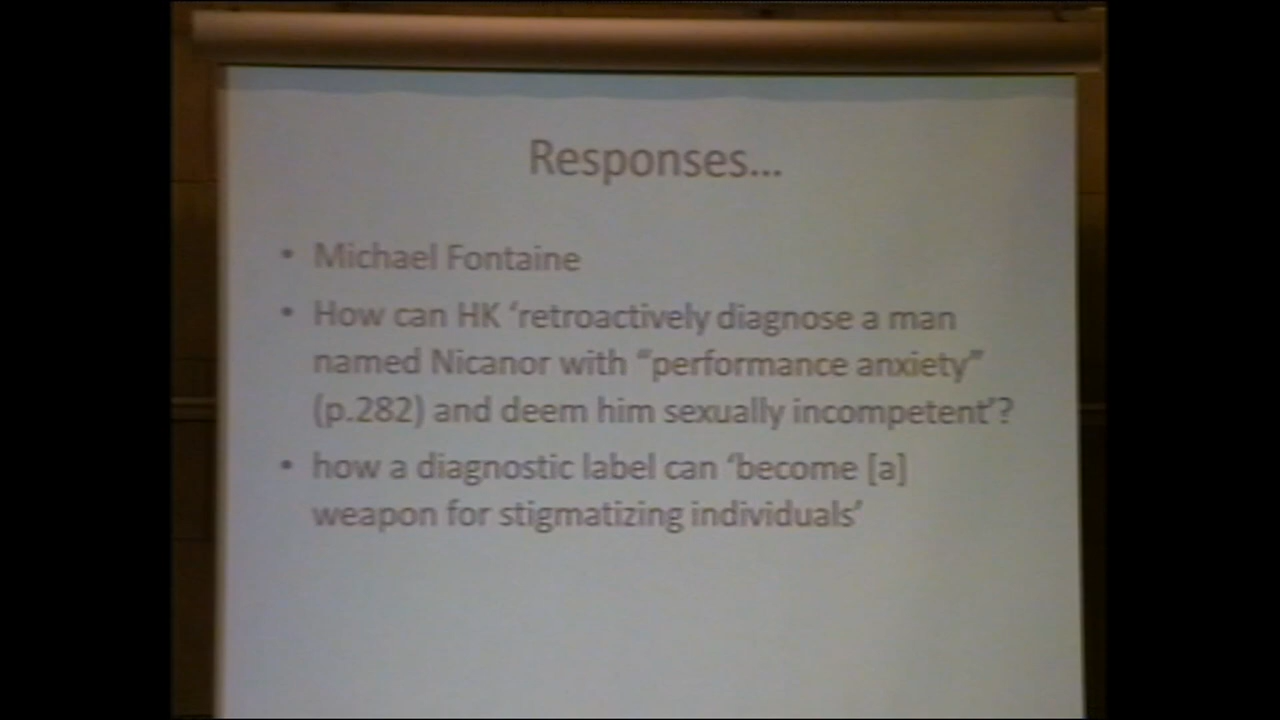 Responses...
• Michael Fontaine
• How can HK ‘retroactively diagnose a man
named Nicanor with “performance anxiety”
(p.282) and deem him sexually incompetent’?
• how a diagnostic label can ‘become [a]
weapon for stigmatizing individuals’